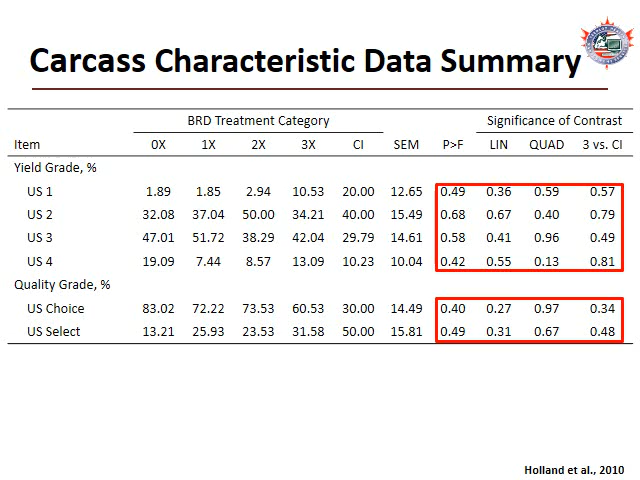 Carcass Characteristic Data Summary
BRD Treatment Category Significance of Contrast
Item 0X 1X 2X 3X CI SEM P>F LIN QUAD 3 vs. CI
Yield Grade, %
US 1 1.89 1.85 2.94 10.53 20.00 12.65 0.49 0.36 0.59 0.57
US 2 32.08 37.04 50.00 34.21 40.00 15.49 0.68 0.67 0.40 0.79
US 3 47.01 51.72 38.29 42.04 29.79 14.61 0.58 0.41 0.96 0.49
US 4 19.09 7.44 8.57 13.09 10.23 10.04 0.42 0.55 0.13 0.81
Quality Grade, %
US Choice 83.02 72.22 73.53 60.53 30.00 14.49 0.40 0.27 0.97 0.34
US Select 13.21 25.93 23.53 31.58 50.00 15.81 0.49 0.31 0.67 0.48
Holland et al., 2010